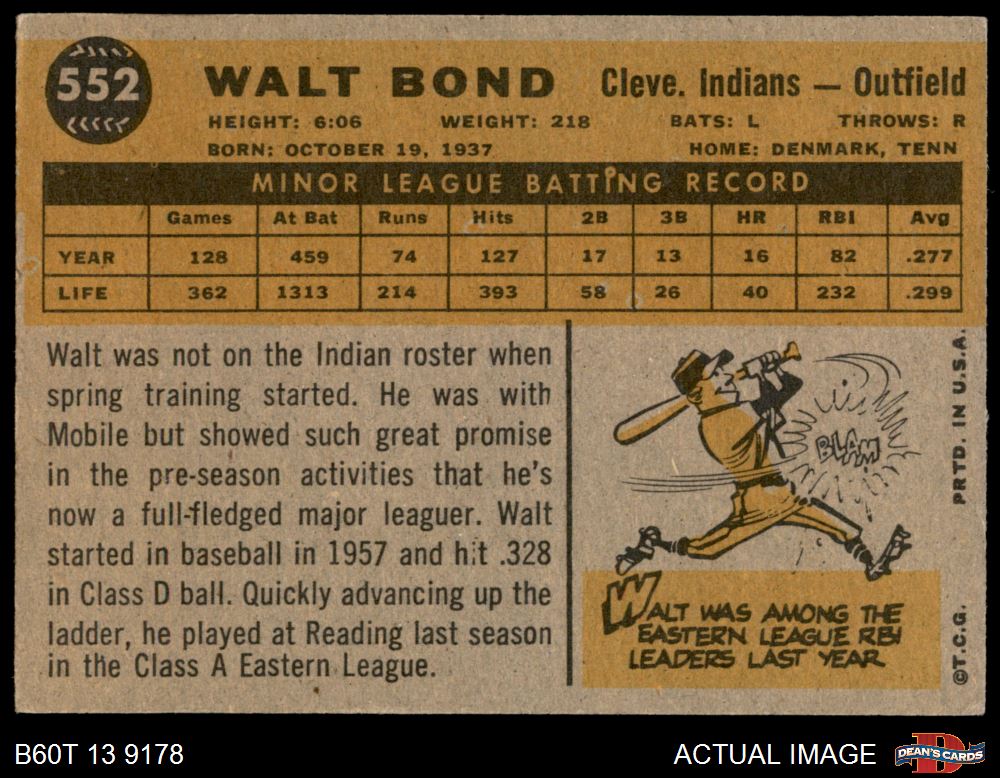 552
WALT BOND Cleve. Indians — Outfield
HEIGHT: 6:06 WEIGHT: 218 BATS: L THROWS: R
BORN: OCTOBER 19, 1937 HOME: DENMARK, TENN
MINOR LEAGUE BATTING RECORD
Games At Bat Runs Hits 2B 3B HR RBI Avg
YEAR 128 459 74 127 17 13 16 82 .277
LIFE 362 1313 214 393 58 26 40 232 .299
Walt was not on the Indian roster when
spring training started. He was with
Mobile but showed such great promise
in the pre-season activities that he's
now a full-fledged major leaguer. Walt
started in baseball in 1957 and hit .328
in Class D ball. Quickly advancing up the
ladder, he played at Reading last season
in the Class A Eastern League.
BLAM
WALT WAS AMONG THE
EASTERN LEAGUE RBI
LEADERS LAST YEAR
©T.C.G. PRTD. IN U.S.A.
B60T 13 9178 ACTUAL IMAGE
D
DEAN'S CARDS